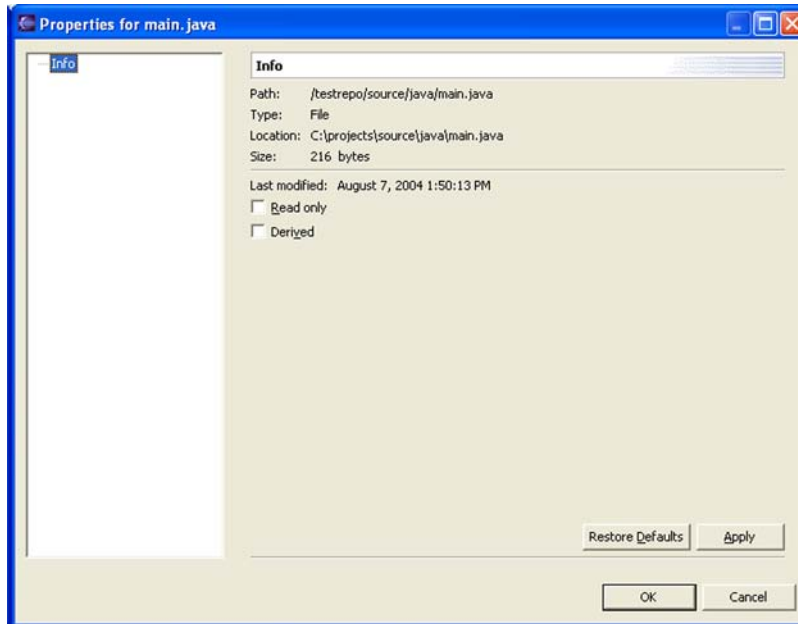 Properties for main.java
Info
Info
Path: /testrepo/source/java/main.java
Type: File
Location: C:\projects\source\java\main.java
Size: 216 bytes
Last modified: August 7, 2004 1:50:13 PM
Read only
Derived
Restore Defaults Apply
OK Cancel